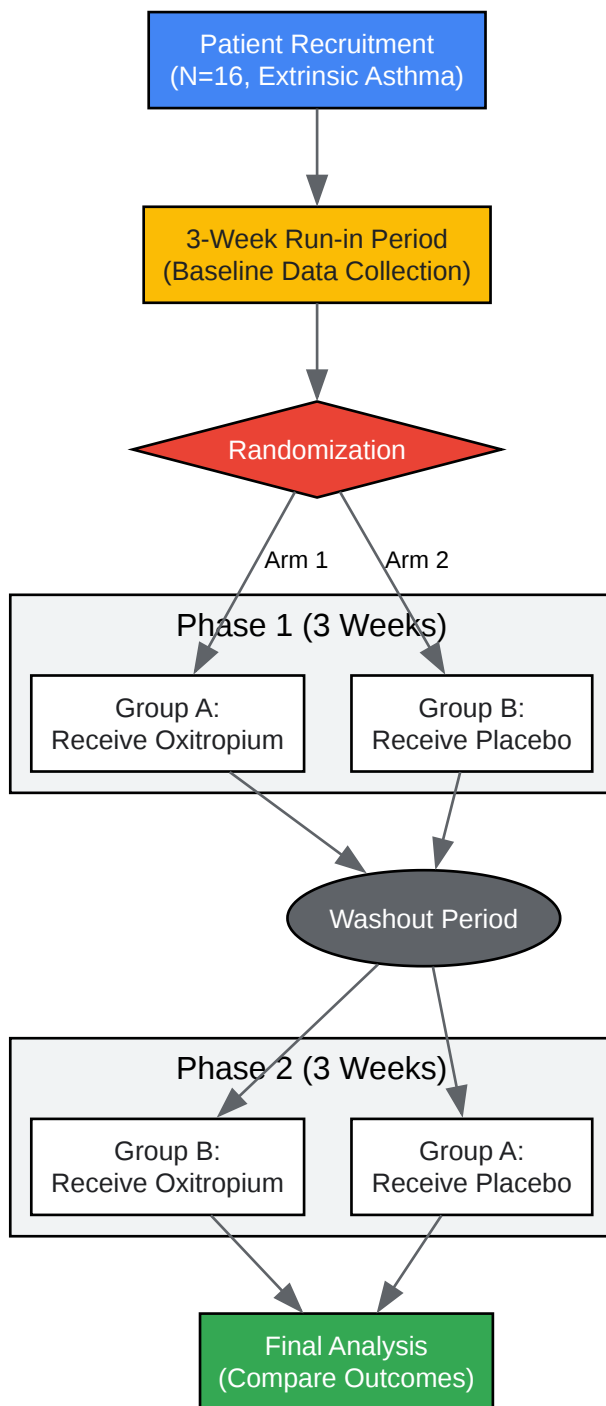 Patient Recruitment
(N=16, Extrinsic Asthma)
3-Week Run-in Period
(Baseline Data Collection)
Randomization
Arm 1
Arm 2
Phase 1 (3 Weeks)
Group A:
Receive Oxitropium
Group B:
Receive Placebo
Washout Period
Phase 2 (3 Weeks)
Group B:
Receive Oxitropium
Group A:
Receive Placebo
Final Analysis
(Compare Outcomes)